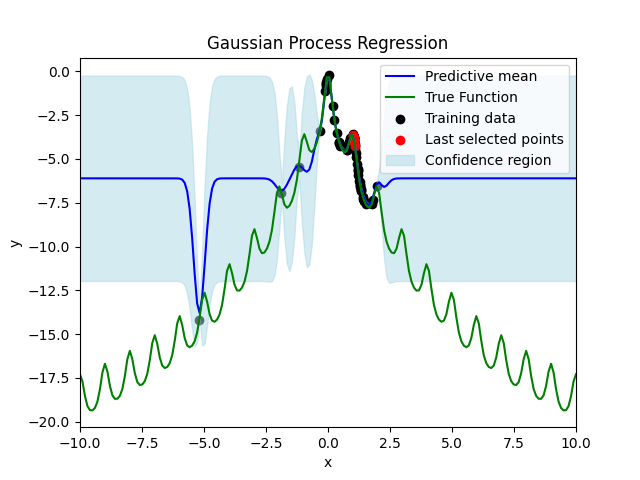 Gaussian Process Regression
Predictive mean
True Function
Training data
Last selected points
Confidence region
y
0.0
−2.5
−5.0
−7.5
−10.0
−12.5
−15.0
−17.5
−20.0
−10.0 −7.5 −5.0 −2.5 0.0 2.5 5.0 7.5 10.0
x